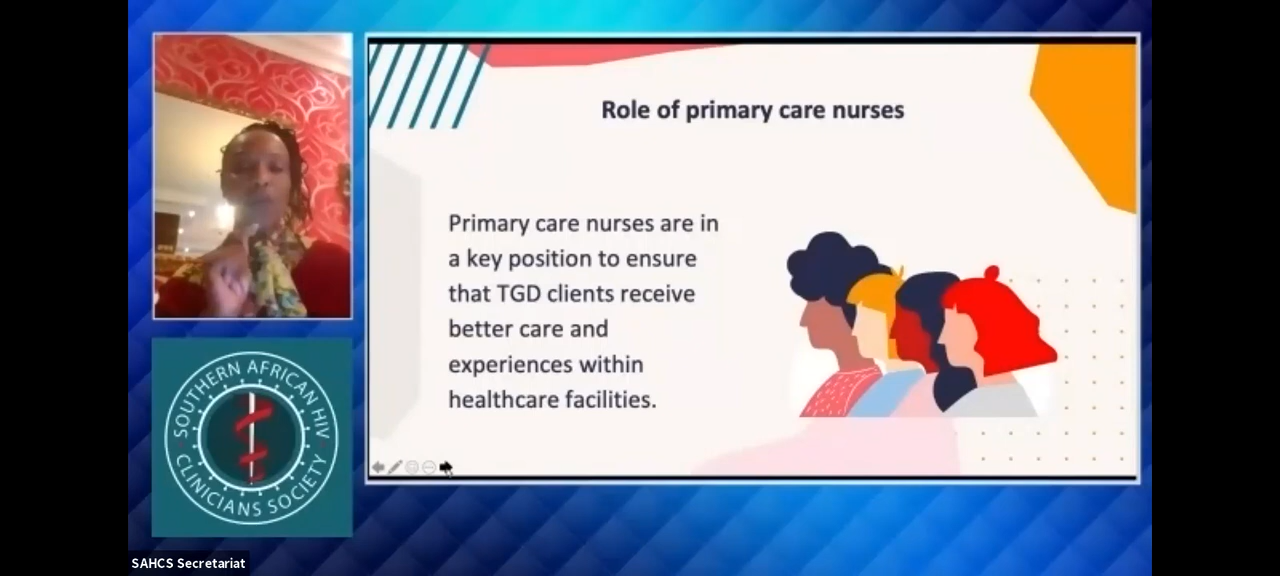 Role of primary care nurses
Primary care nurses are in
a key position to ensure
that TGD clients receive
better care and
experiences within
healthcare facilities.
SOUTHERN AFRICAN HIV
CLINICIANS SOCIETY
SAHCS Secretariat